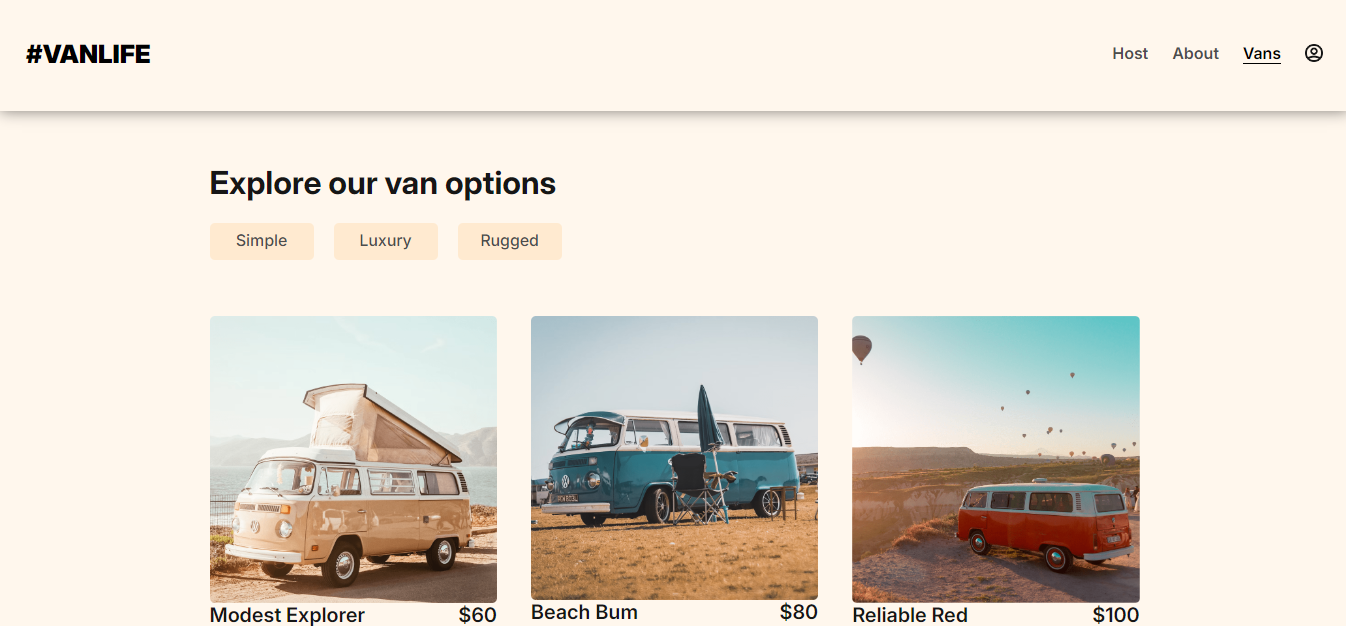 #VANLIFE
Host About Vans
Explore our van options
Simple Luxury Rugged
Modest Explorer $60 Beach Bum $80 Reliable Red $100